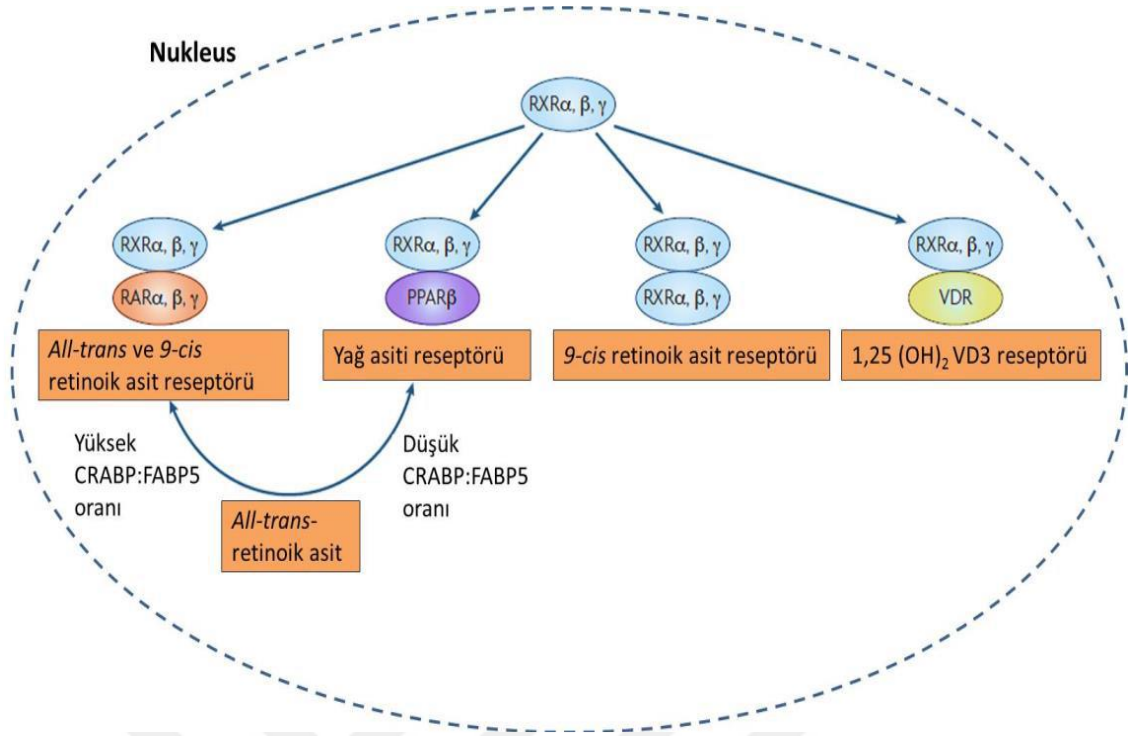 Nukleus
RXRα, β, γ
RXRα, β, γ
RARα, β, γ
All-trans ve 9-cis
retinoik asit reseptörü
RXRα, β, γ
PPARβ
Yağ asiti reseptörü
RXRα, β, γ
RXRα, β, γ
9-cis retinoik asit reseptörü
RXRα, β, γ
VDR
1,25 (OH)₂ VD3 reseptörü
Yüksek
CRABP:FABP5
oranı
Düşük
CRABP:FABP5
oranı
All-trans-
retinoik asit